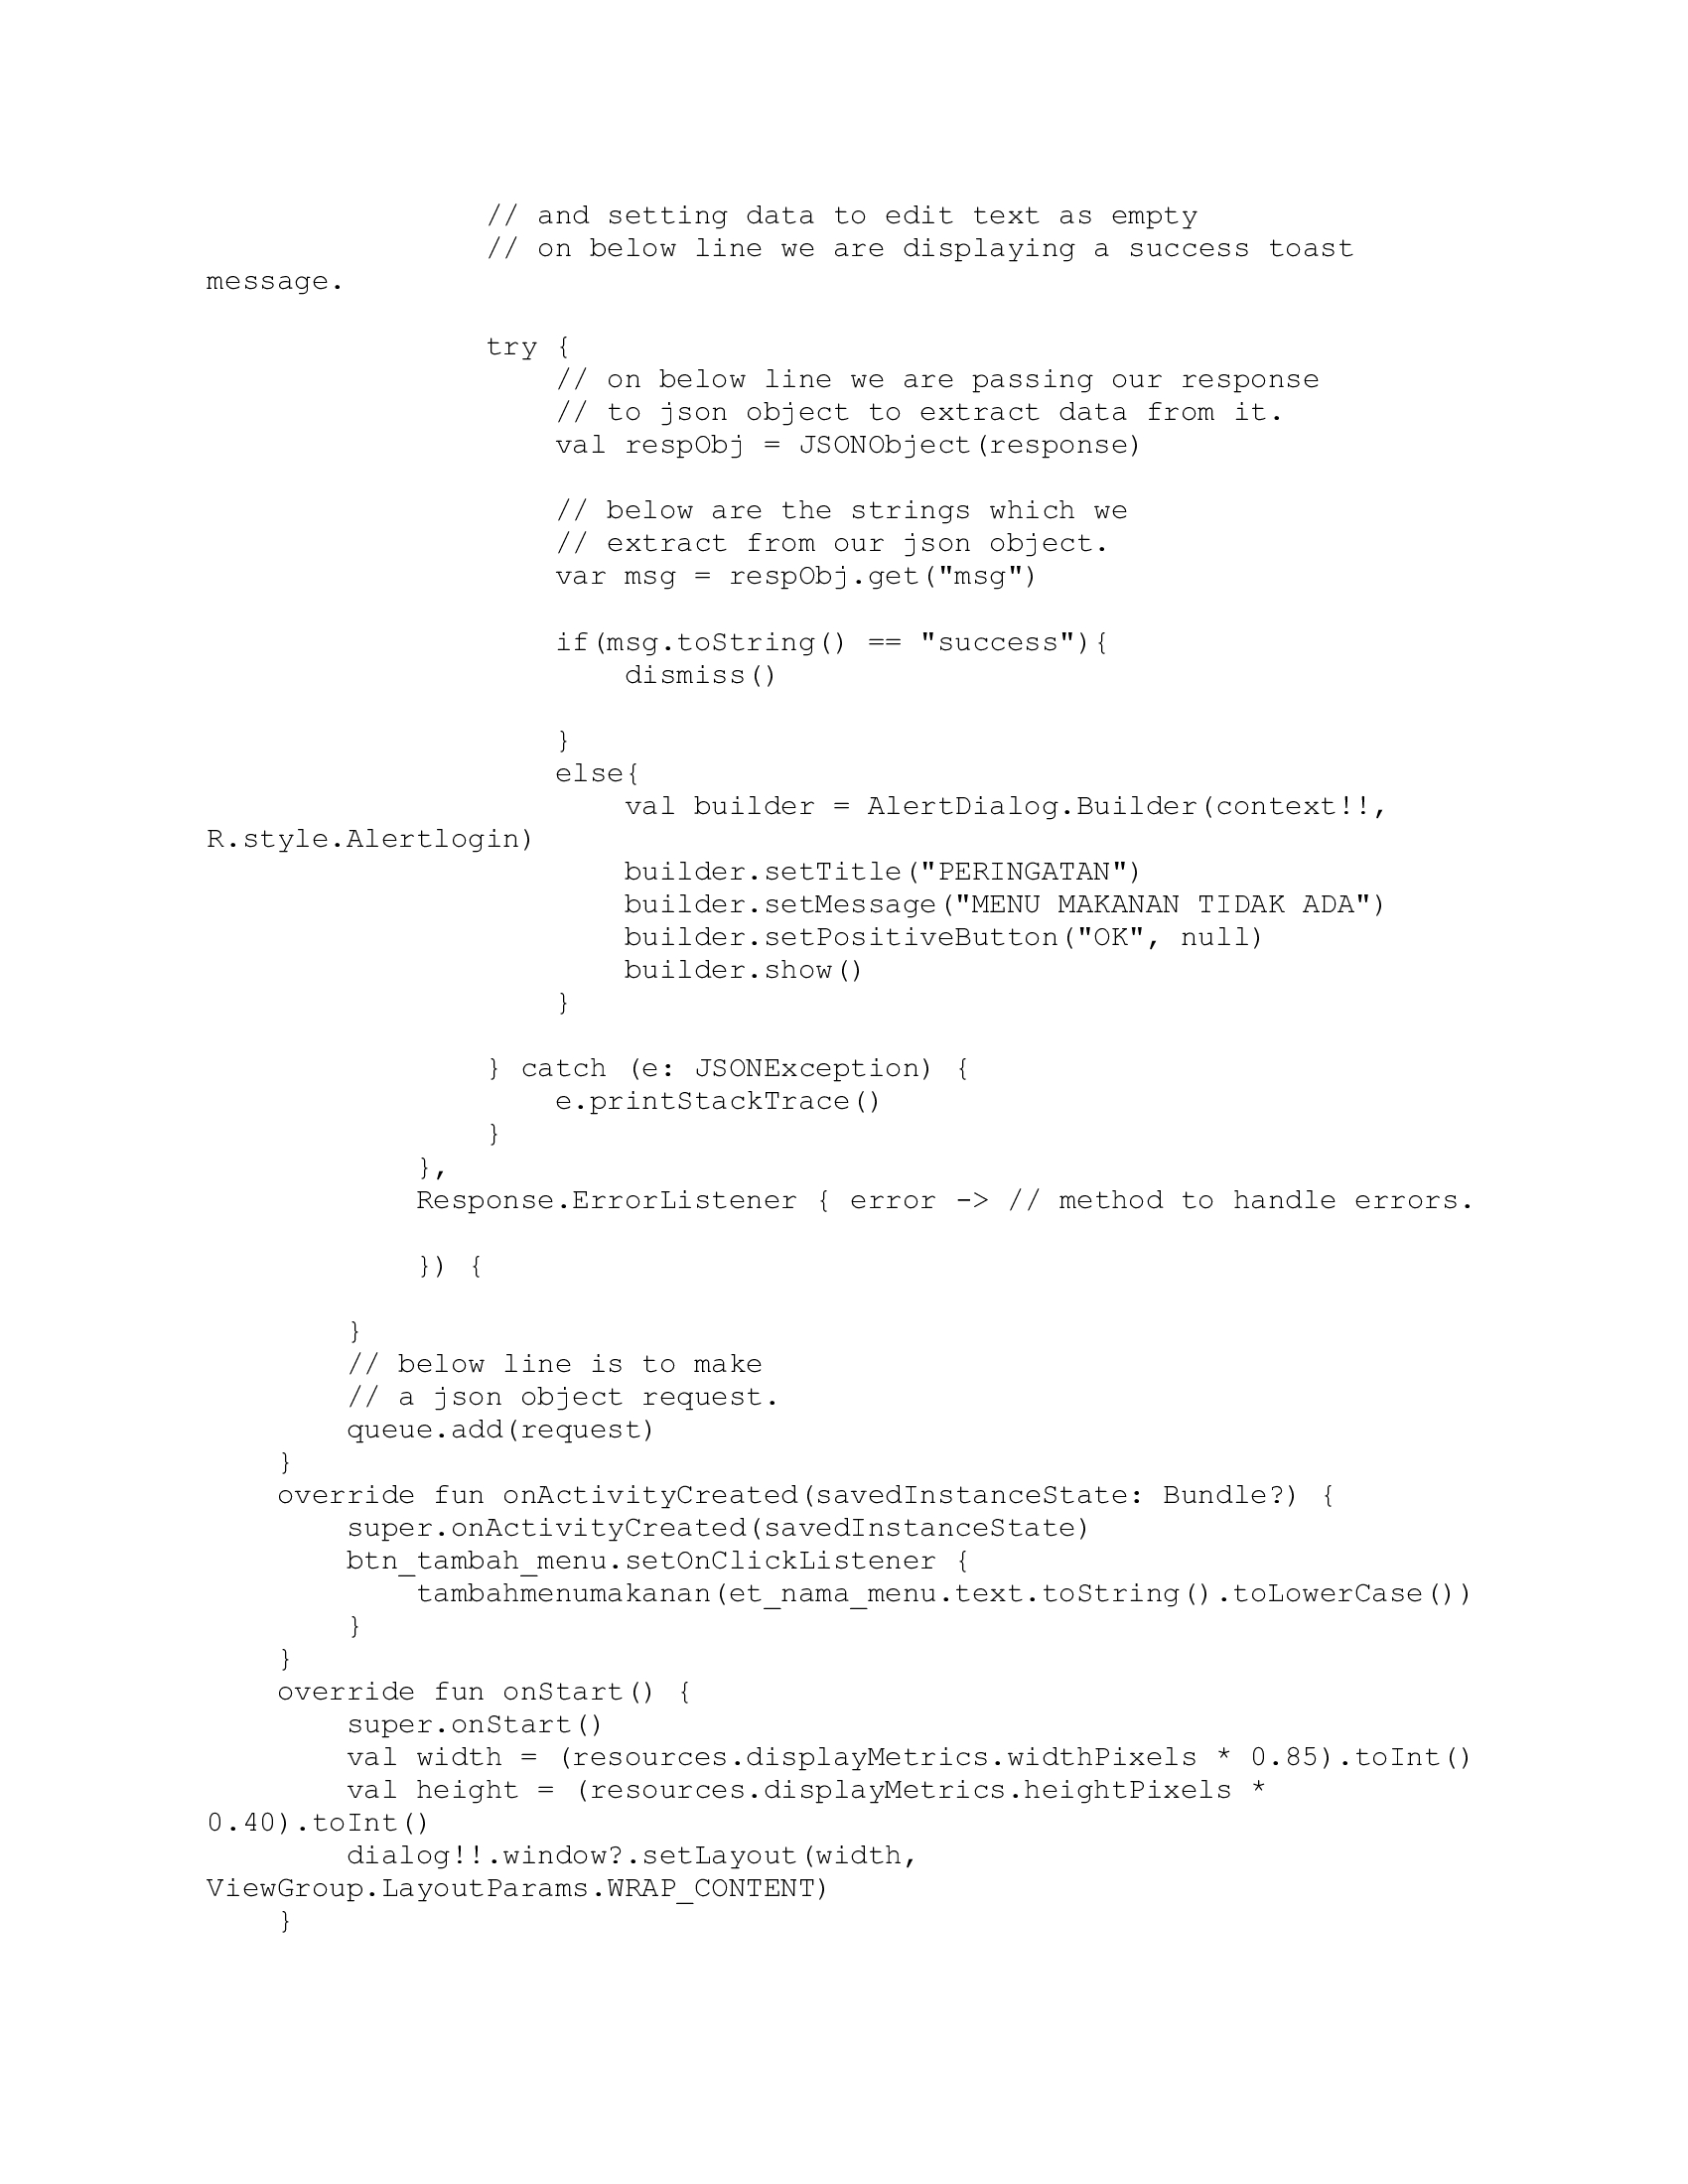 // and setting data to edit text as empty
                // on below line we are displaying a success toast
message.

                try {
                    // on below line we are passing our response
                    // to json object to extract data from it.
                    val respObj = JSONObject(response)

                    // below are the strings which we
                    // extract from our json object.
                    var msg = respObj.get("msg")

                    if(msg.toString() == "success"){
                        dismiss()

                    }
                    else{
                        val builder = AlertDialog.Builder(context!!,
R.style.Alertlogin)
                        builder.setTitle("PERINGATAN")
                        builder.setMessage("MENU MAKANAN TIDAK ADA")
                        builder.setPositiveButton("OK", null)
                        builder.show()
                    }

                } catch (e: JSONException) {
                    e.printStackTrace()
                }
            },
            Response.ErrorListener { error -> // method to handle errors.

            }) {

        }
        // below line is to make
        // a json object request.
        queue.add(request)
    }
    override fun onActivityCreated(savedInstanceState: Bundle?) {
        super.onActivityCreated(savedInstanceState)
        btn_tambah_menu.setOnClickListener {
            tambahmenumakanan(et_nama_menu.text.toString().toLowerCase())
        }
    }
    override fun onStart() {
        super.onStart()
        val width = (resources.displayMetrics.widthPixels * 0.85).toInt()
        val height = (resources.displayMetrics.heightPixels *
0.40).toInt()
        dialog!!.window?.setLayout(width,
ViewGroup.LayoutParams.WRAP_CONTENT)
    }